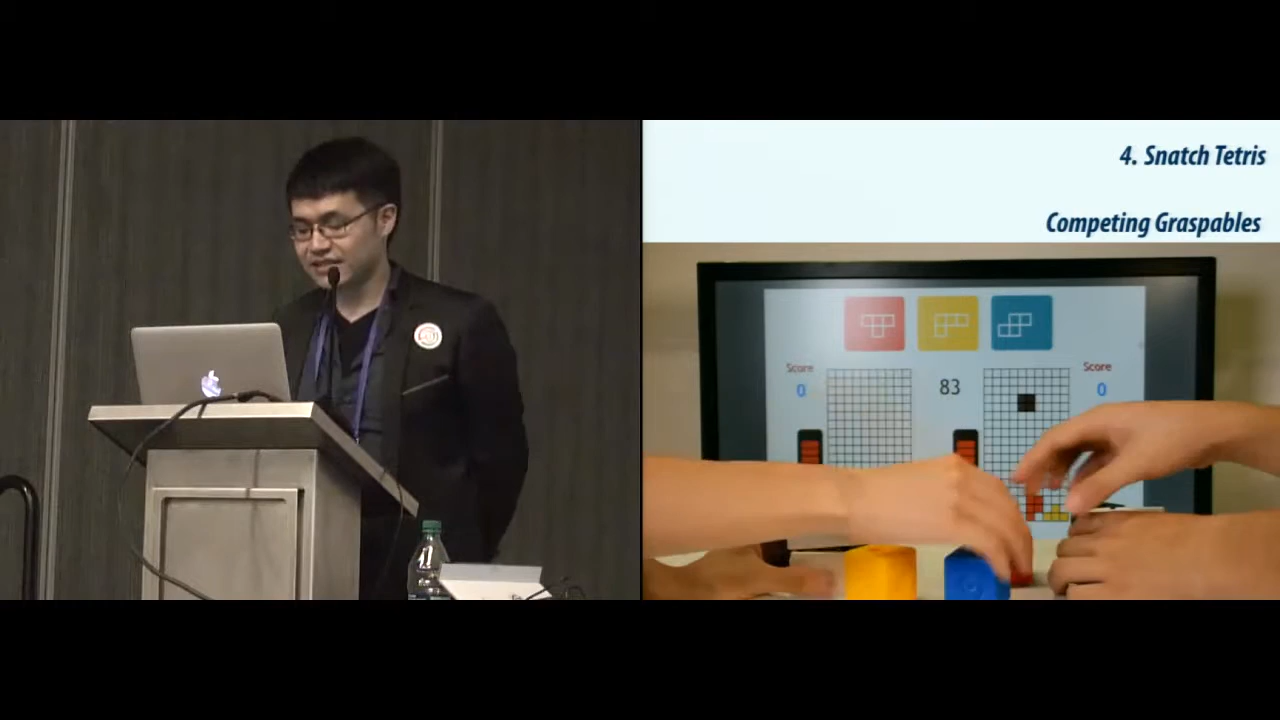 4. Snatch Tetris
Competing Graspables
Score
0
83
Score
0